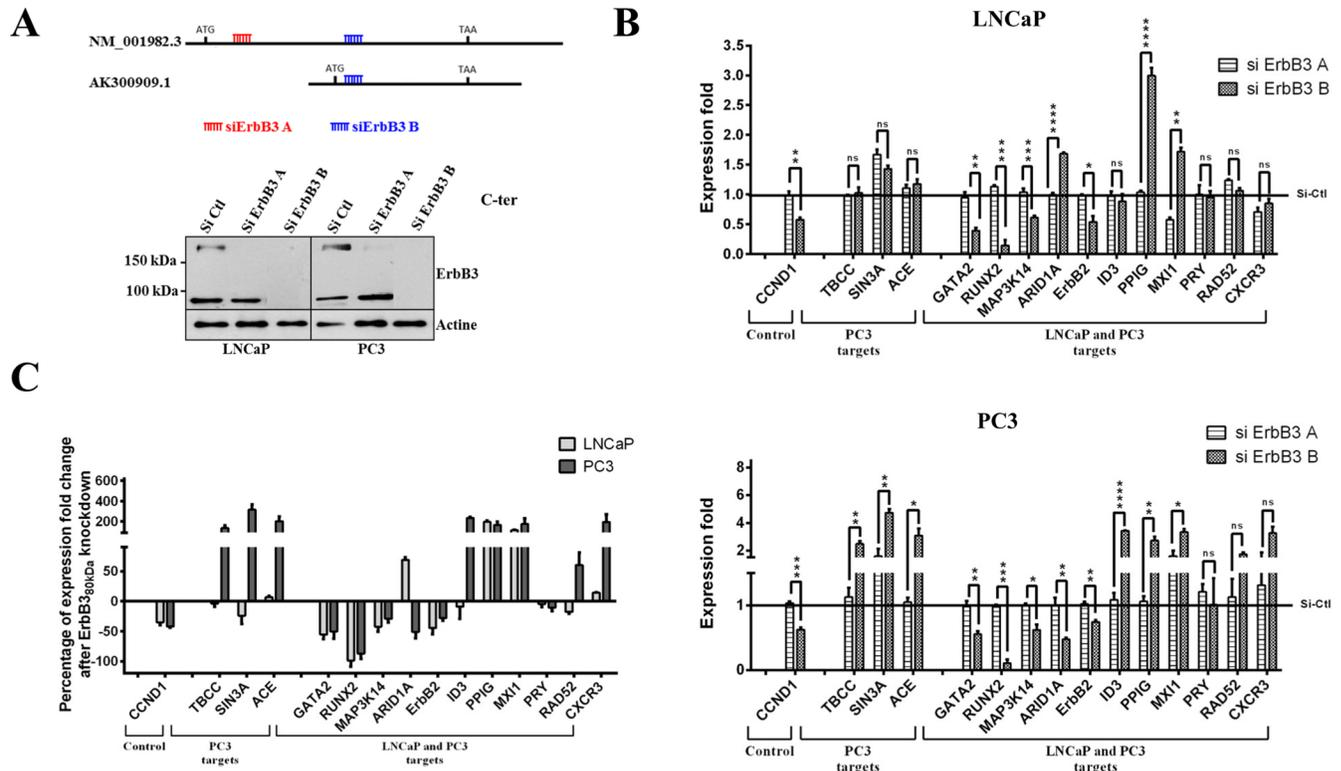 A
ATG
TAA
NM_001982.3
ATG
TAA
AK300909.1
siErbB3 A
siErbB3 B
Si Ctl
Si ErbB3 A
Si ErbB3 B
Si Ctl
Si ErbB3 A
Si ErbB3 B
C-ter
150 kDa
100 kDa
ErbB3
Actine
LNCaP
PC3
B
LNCaP
si ErbB3 A
si ErbB3 B
Expression fold
3.5
3.0
2.5
2.0
1.5
1.0
0.5
0.0
**
ns
ns
ns
**
***
***
****
*
ns
****
**
ns
ns
ns
Si-Ctl
CCND1
TBCC
SIN3A
ACE
GATA2
RUNX2
MAP3K14
ARID1A
ErbB2
ID3
PPIG
MXI1
PRY
RAD52
CXCR3
Control
PC3
targets
LNCaP and PC3
targets
PC3
si ErbB3 A
si ErbB3 B
Expression fold
8
6
4
2
1
0
***
**
**
*
**
***
*
**
**
****
**
*
ns
ns
ns
Si-Ctl
CCND1
TBCC
SIN3A
ACE
GATA2
RUNX2
MAP3K14
ARID1A
ErbB2
ID3
PPIG
MXI1
PRY
RAD52
CXCR3
Control
PC3
targets
LNCaP and PC3
targets
C
LNCaP
PC3
Percentage of expression fold change
after ErbB380kDa knockdown
600
400
200
50
0
-50
-100
CCND1
TBCC
SIN3A
ACE
GATA2
RUNX2
MAP3K14
ARID1A
ErbB2
ID3
PPIG
MXI1
PRY
RAD52
CXCR3
Control
PC3
targets
LNCaP and PC3
targets